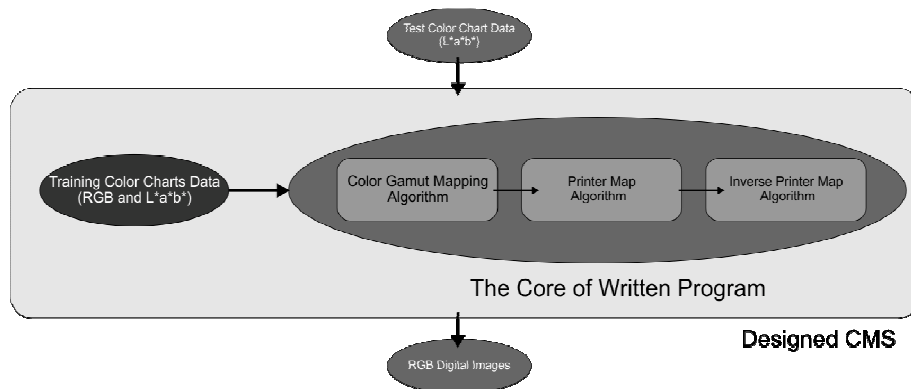 Test Color Chart Data
(L*a*b*)
Training Color Charts Data
(RGB and L*a*b*)
Color Gamut Mapping
Algorithm
Printer Map
Algorithm
Inverse Printer Map
Algorithm
The Core of Written Program
Designed CMS
RGB Digital Images